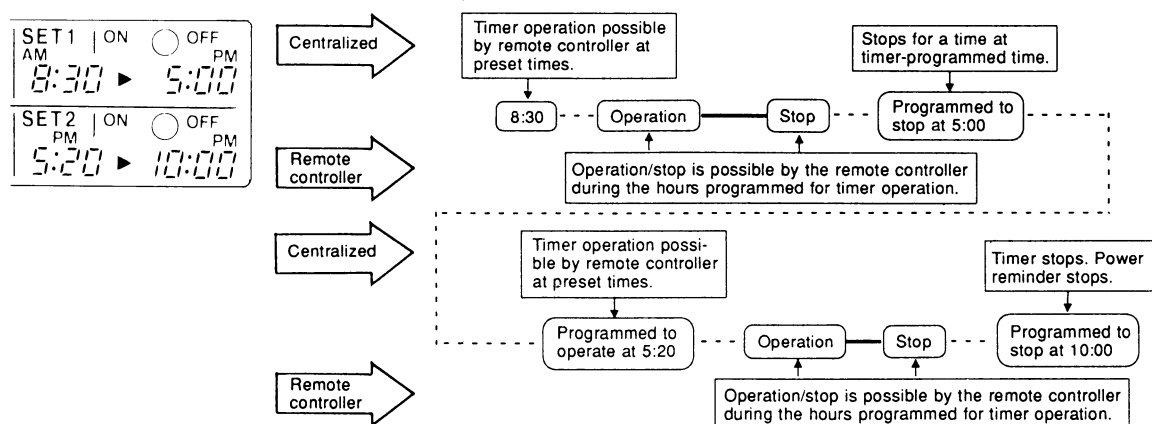 SET1 | ON OFF
AM PM
8:30 ▶ 5:00
SET2 | ON OFF
PM PM
5:20 ▶ 10:00
Centralized
Timer operation possible
by remote controller at
preset times.
Stops for a time at
timer-programmed time.
8:30
Operation
Stop
Programmed to
stop at 5:00
Remote
controller
Operation/stop is possible by the remote controller
during the hours programmed for timer operation.
Centralized
Timer operation possi-
ble by remote controller
at preset times.
Timer stops. Power
reminder stops.
Programmed to
operate at 5:20
Operation
Stop
Programmed to
stop at 10:00
Remote
controller
Operation/stop is possible by the remote controller
during the hours programmed for timer operation.